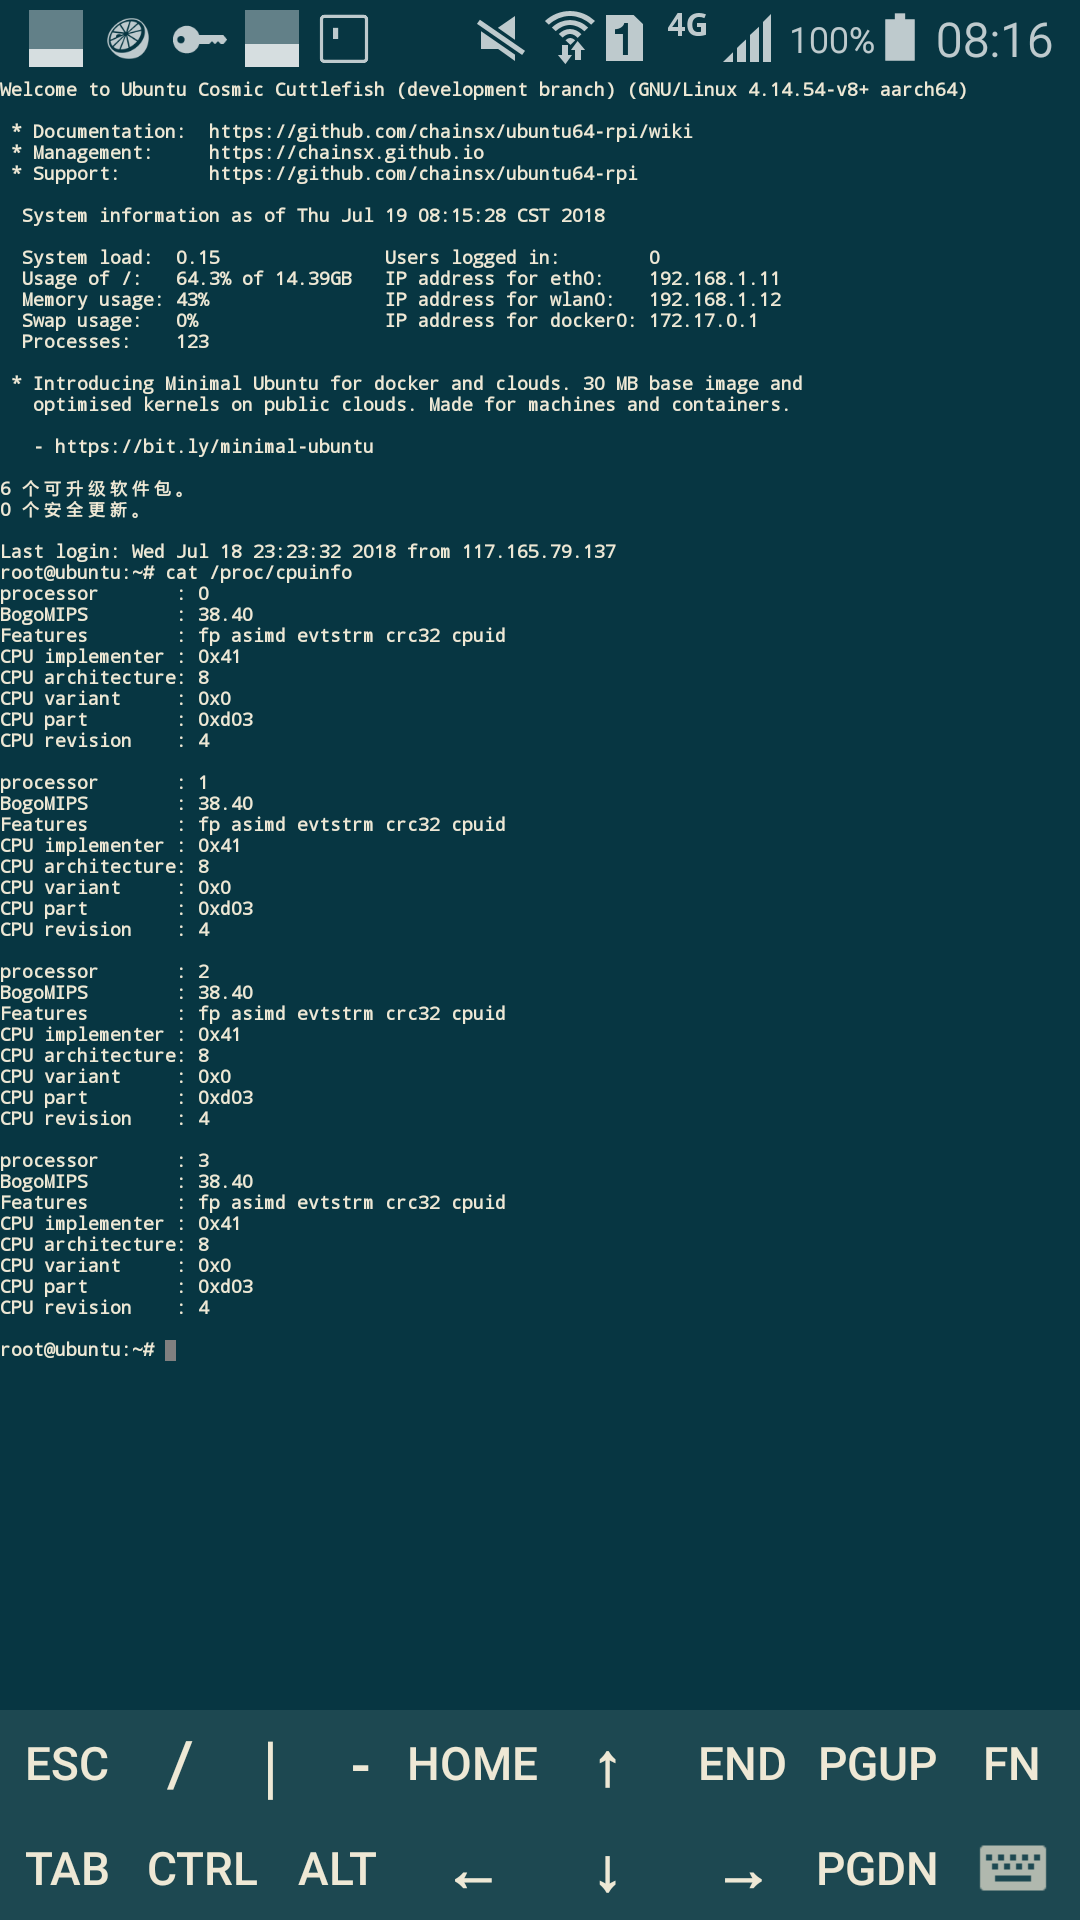 1 4G 100% 08:16
Welcome to Ubuntu Cosmic Cuttlefish (development branch) (GNU/Linux 4.14.54-v8+ aarch64)
* Documentation:  https://github.com/chainsx/ubuntu64-rpi/wiki
* Management:     https://chainsx.github.io
* Support:        https://github.com/chainsx/ubuntu64-rpi
System information as of Thu Jul 19 08:15:28 CST 2018
System load:  0.15               Users logged in:        0
Usage of /:   64.3% of 14.39GB   IP address for eth0:    192.168.1.11
Memory usage: 43%                IP address for wlan0:   192.168.1.12
Swap usage:   0%                 IP address for docker0: 172.17.0.1
Processes:    123
* Introducing Minimal Ubuntu for docker and clouds. 30 MB base image and
optimised kernels on public clouds. Made for machines and containers.
- https://bit.ly/minimal-ubuntu
6 个可升级软件包。
0 个安全更新。
Last login: Wed Jul 18 23:23:32 2018 from 117.165.79.137
root@ubuntu:~# cat /proc/cpuinfo
processor       : 0
BogoMIPS        : 38.40
Features        : fp asimd evtstrm crc32 cpuid
CPU implementer : 0x41
CPU architecture: 8
CPU variant     : 0x0
CPU part        : 0xd03
CPU revision    : 4
processor       : 1
BogoMIPS        : 38.40
Features        : fp asimd evtstrm crc32 cpuid
CPU implementer : 0x41
CPU architecture: 8
CPU variant     : 0x0
CPU part        : 0xd03
CPU revision    : 4
processor       : 2
BogoMIPS        : 38.40
Features        : fp asimd evtstrm crc32 cpuid
CPU implementer : 0x41
CPU architecture: 8
CPU variant     : 0x0
CPU part        : 0xd03
CPU revision    : 4
processor       : 3
BogoMIPS        : 38.40
Features        : fp asimd evtstrm crc32 cpuid
CPU implementer : 0x41
CPU architecture: 8
CPU variant     : 0x0
CPU part        : 0xd03
CPU revision    : 4
root@ubuntu:~#
ESC / | - HOME ↑ END PGUP FN
TAB CTRL ALT ← ↓ → PGDN